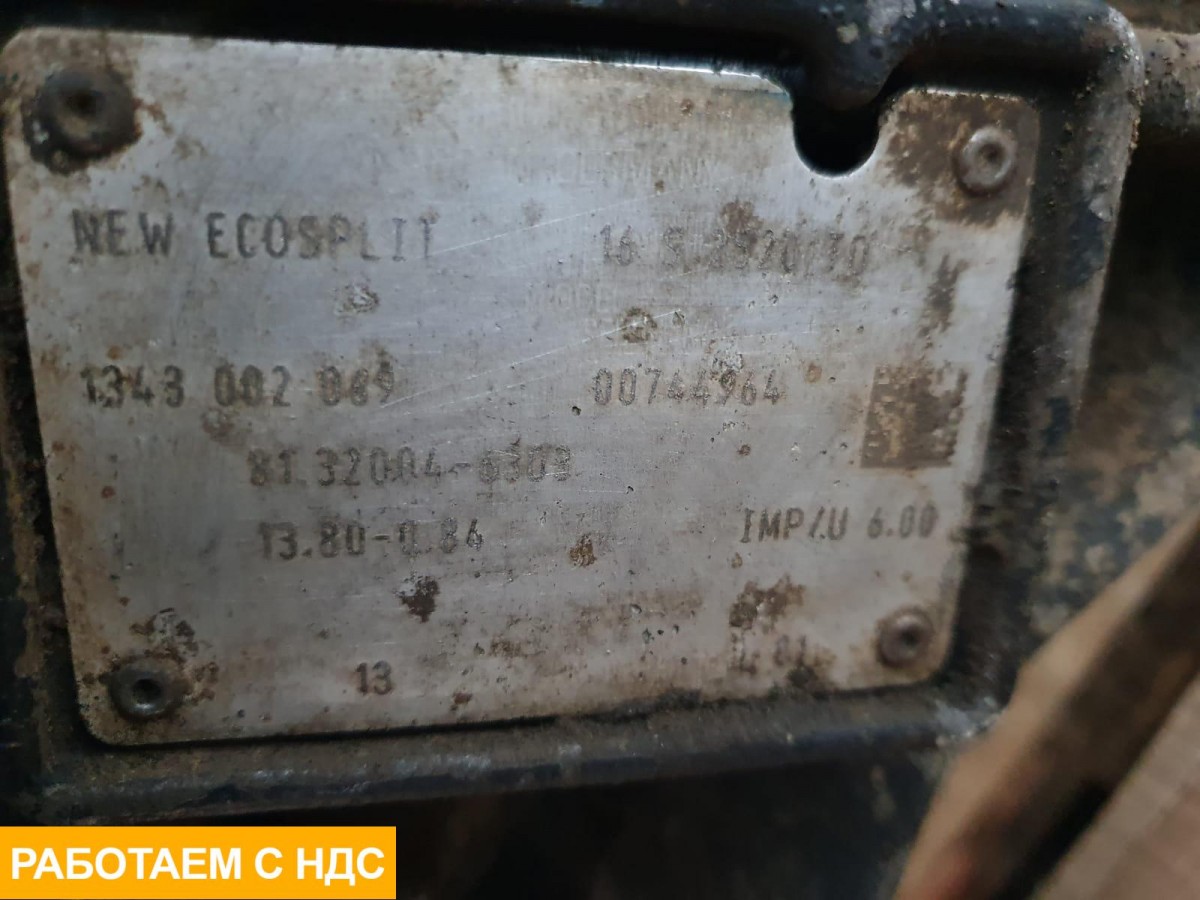 NEW ECOSPLIT 16 S 2520 TO
1343 002 069 00744964
81.32004-6303
13.80-0.84 IMP/.U 6.00
13
РАБОТАЕМ С НДС